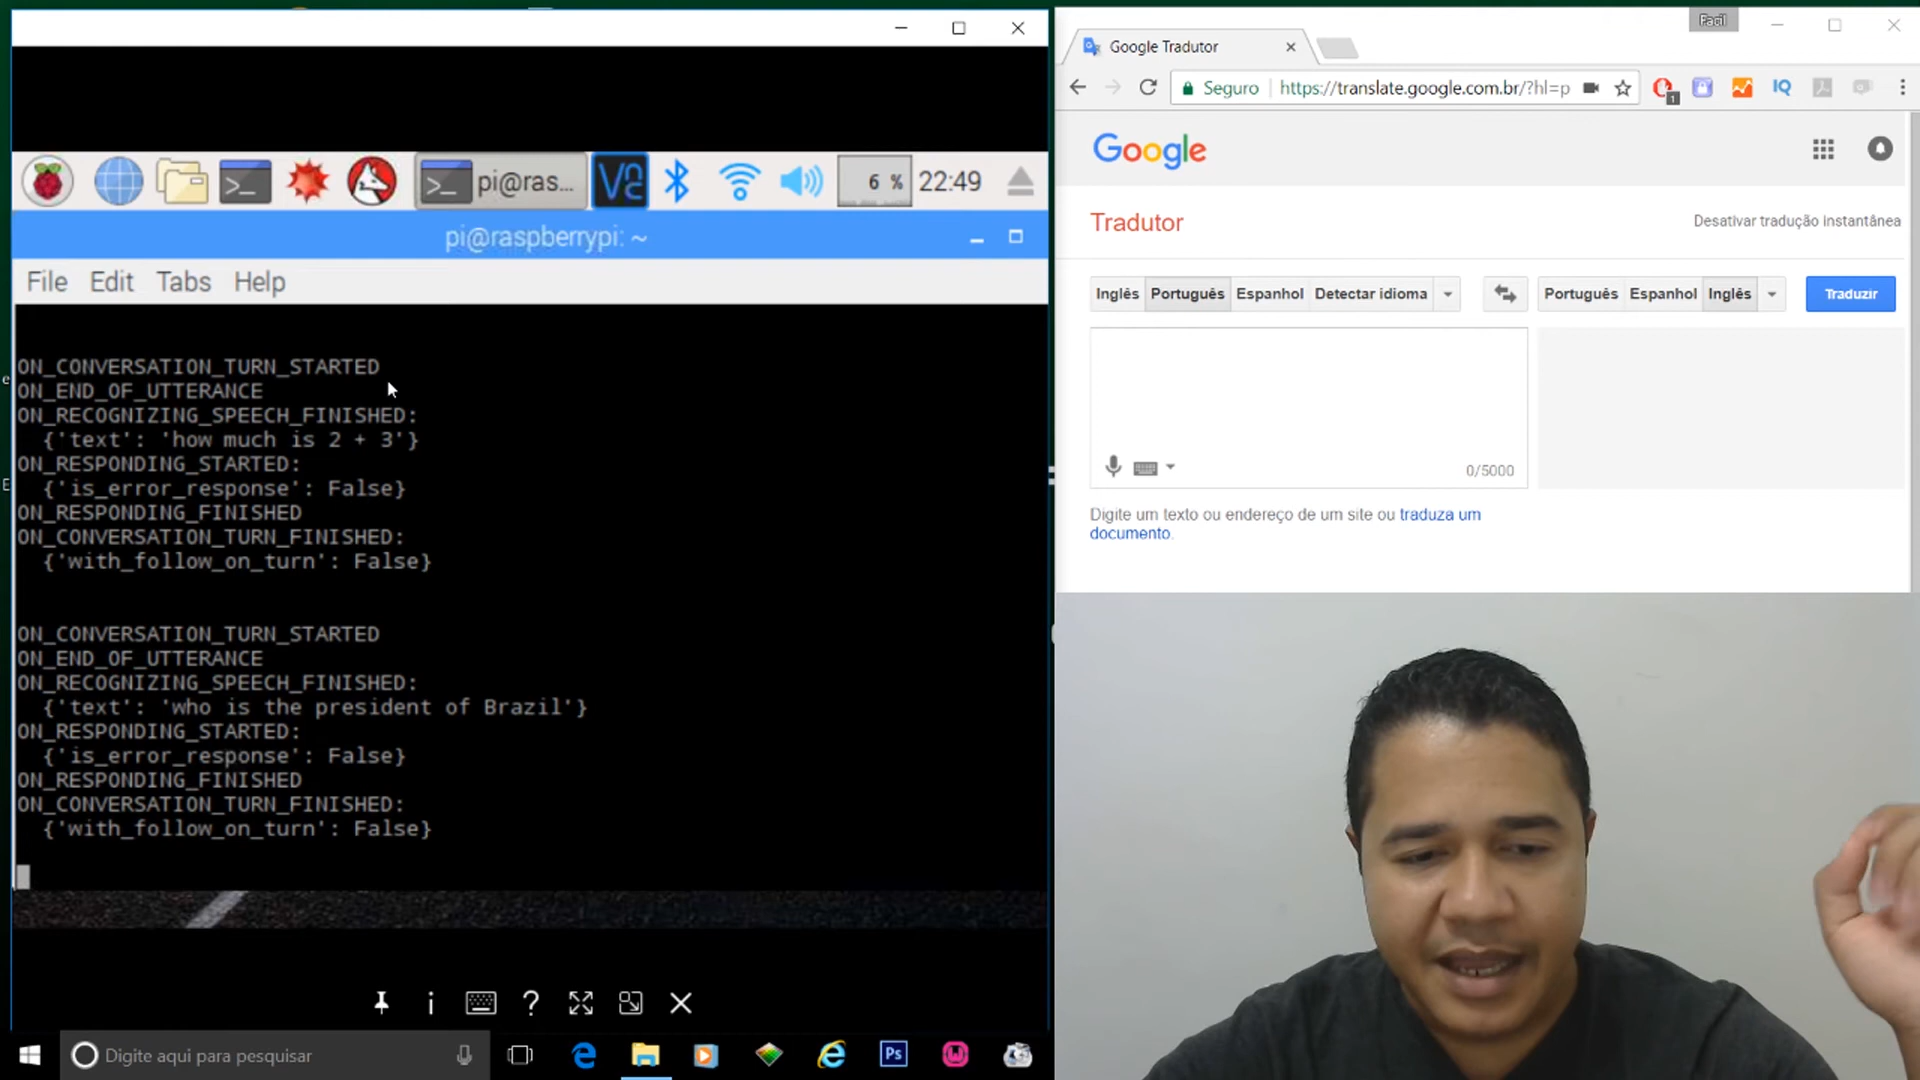 pi@ras...
6 %
22:49
pi@raspberrypi: ~
File Edit Tabs Help
ON_CONVERSATION_TURN_STARTED
ON_END_OF_UTTERANCE
ON_RECOGNIZING_SPEECH_FINISHED:
{'text': 'how much is 2 + 3'}
ON_RESPONDING_STARTED:
{'is_error_response': False}
ON_RESPONDING_FINISHED
ON_CONVERSATION_TURN_FINISHED:
{'with_follow_on_turn': False}
ON_CONVERSATION_TURN_STARTED
ON_END_OF_UTTERANCE
ON_RECOGNIZING_SPEECH_FINISHED:
{'text': 'who is the president of Brazil'}
ON_RESPONDING_STARTED:
{'is_error_response': False}
ON_RESPONDING_FINISHED
ON_CONVERSATION_TURN_FINISHED:
{'with_follow_on_turn': False}
Digite aqui para pesquisar
Ps
Facil
Google Tradutor
Seguro https://translate.google.com.br/?hl=p
1
IQ
Google
Tradutor
Desativar tradução instantânea
Inglês Português Espanhol Detectar idioma
Português Espanhol Inglês
Traduzir
0/5000
Digite um texto ou endereço de um site ou traduza um
documento.